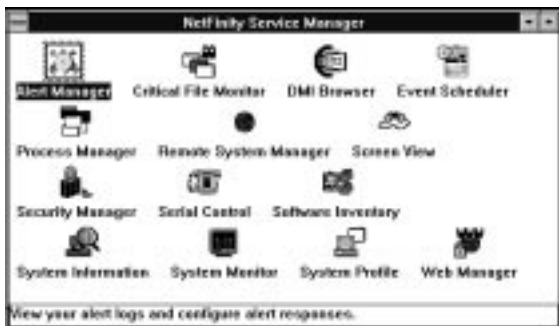 NetFinity Service Manager
Alert Manager Critical File Monitor DMI Browser Event Scheduler
Process Manager Remote System Manager Screen View
Security Manager Serial Control Software Inventory
System Information System Monitor System Profile Web Manager
View your alert logs and configure alert responses.